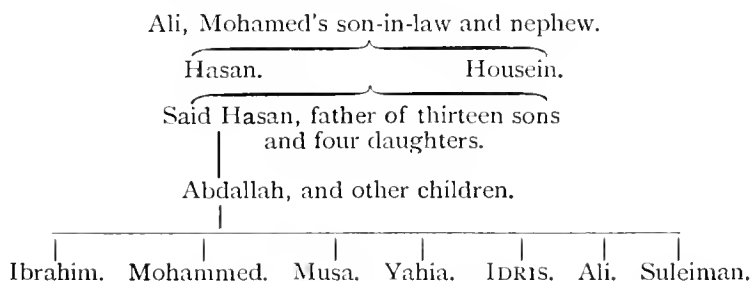 Ali, Mohamed's son-in-law and nephew.
Hasan. Housein.
Said Hasan, father of thirteen sons
and four daughters.
Abdallah, and other children.
Ibrahim. Mohammed. Musa. Yahia. IDRIS. Ali. Suleiman.